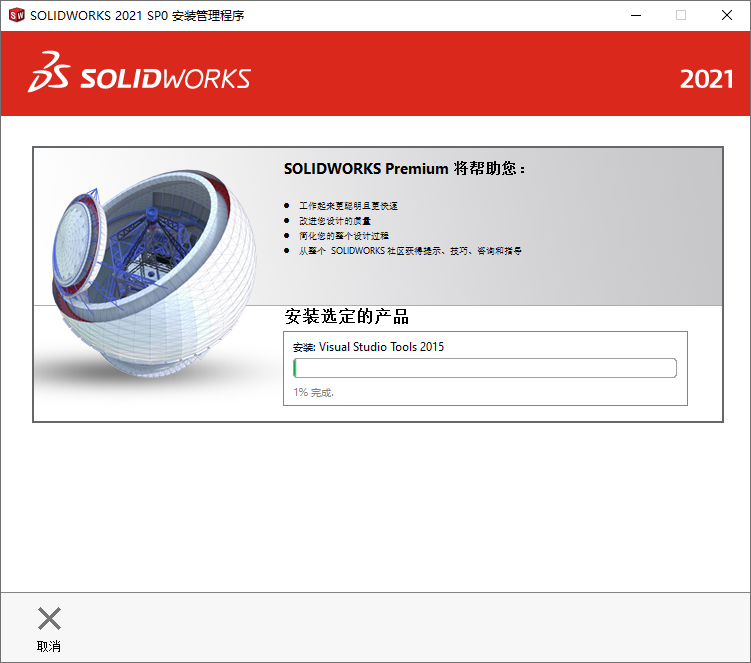 SOLIDWORKS 2021 SP0 安装管理程序
SOLIDWORKS
2021
SOLIDWORKS Premium 将帮助您：
工作起来更聪明且更快速
改进您设计的质量
简化您的整个设计过程
从整个 SOLIDWORKS 社区获得提示、技巧、咨询和指导
安装选定的产品
安装: Visual Studio Tools 2015
1% 完成.
取消